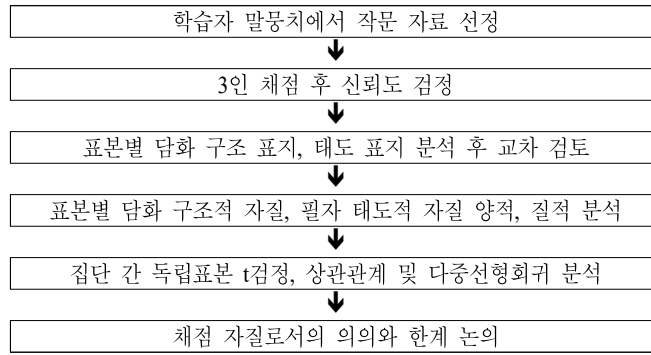 학습자 말뭉치에서 작문 자료 선정
3인 채점 후 신뢰도 검정
표본별 담화 구조 표지, 태도 표지 분석 후 교차 검토
표본별 담화 구조적 자질, 필자 태도적 자질 양적, 질적 분석
집단 간 독립표본 t검정, 상관관계 및 다중선형회귀 분석
채점 자질로서의 의의와 한계 논의